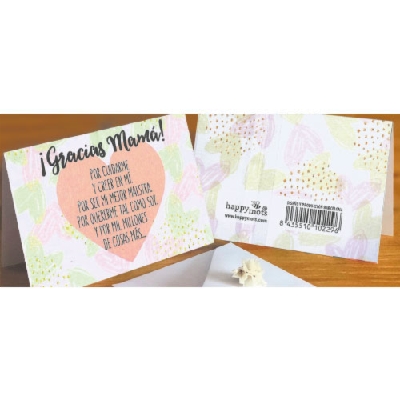 ¡Gracias Mamá!
POR CUIDARME
Y CREER EN MÍ,
POR SER MI MEJOR MAESTRA,
POR QUERERME TAL COMO SOY,
Y POR MIL MILLONES
DE COSAS MÁS...
happy.nois